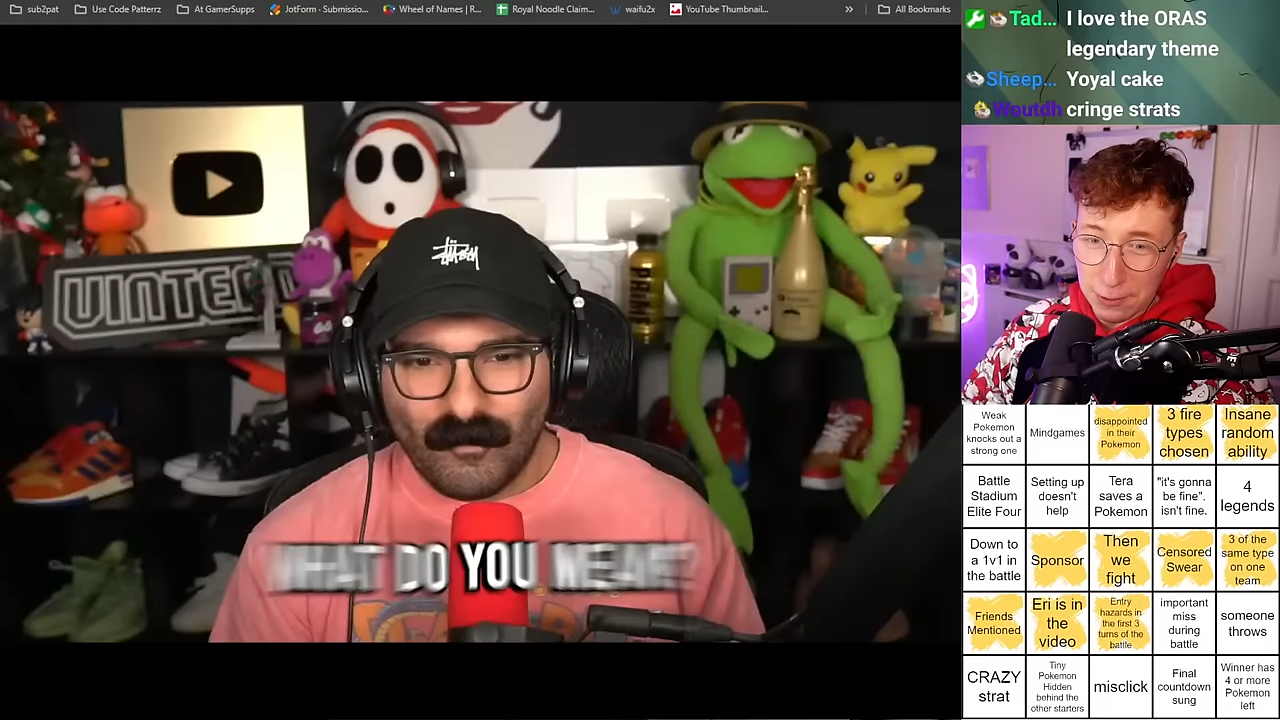 sub2pat
Use Code Patterrz
At GamerSupps
JotForm · Submissio...
Wheel of Names | R...
Royal Noodle Claim...
waifu2x
YouTube Thumbnail...
»
All Bookmarks
Tad... I love the ORAS
legendary theme
Sheep... Yoyal cake
Woutdh cringe strats
WHAT DO YOU MEAN?
Weak
Pokemon
knocks out a
strong one
Mindgames
disappointed
in their
Pokemon
3 fire
types
chosen
Insane
random
ability
Battle
Stadium
Elite Four
Setting up
doesn't
help
Tera
saves a
Pokemon
"it's gonna
be fine".
isn't fine.
4
legends
Down to
a 1v1 in
the battle
Sponsor
Then
we
fight
Censored
Swear
3 of the
same type
on one
team
Friends
Mentioned
Eri is in
the
video
Entry
hazards in
the first 3
turns of the
battle
important
miss
during
battle
someone
throws
CRAZY
strat
Tiny
Pokemon
Hidden
behind the
other starters
misclick
Final
countdown
sung
Winner has
4 or more
Pokemon
left